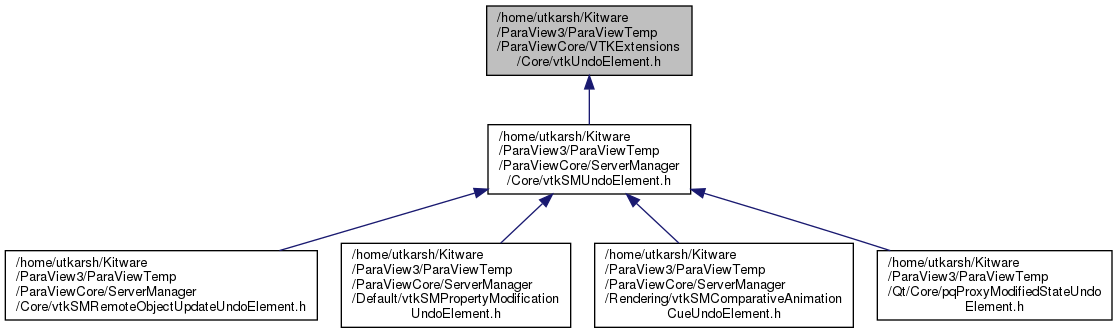 /home/utkarsh/Kitware
/ParaView3/ParaViewTemp
/ParaViewCore/VTKExtensions
/Core/vtkUndoElement.h
/home/utkarsh/Kitware
/ParaView3/ParaViewTemp
/ParaViewCore/ServerManager
/Core/vtkSMUndoElement.h
/home/utkarsh/Kitware
/ParaView3/ParaViewTemp
/ParaViewCore/ServerManager
/Core/vtkSMRemoteObjectUpdateUndoElement.h
/home/utkarsh/Kitware
/ParaView3/ParaViewTemp
/ParaViewCore/ServerManager
/Default/vtkSMPropertyModification
UndoElement.h
/home/utkarsh/Kitware
/ParaView3/ParaViewTemp
/ParaViewCore/ServerManager
/Rendering/vtkSMComparativeAnimation
CueUndoElement.h
/home/utkarsh/Kitware
/ParaView3/ParaViewTemp
/Qt/Core/pqProxyModifiedStateUndo
Element.h